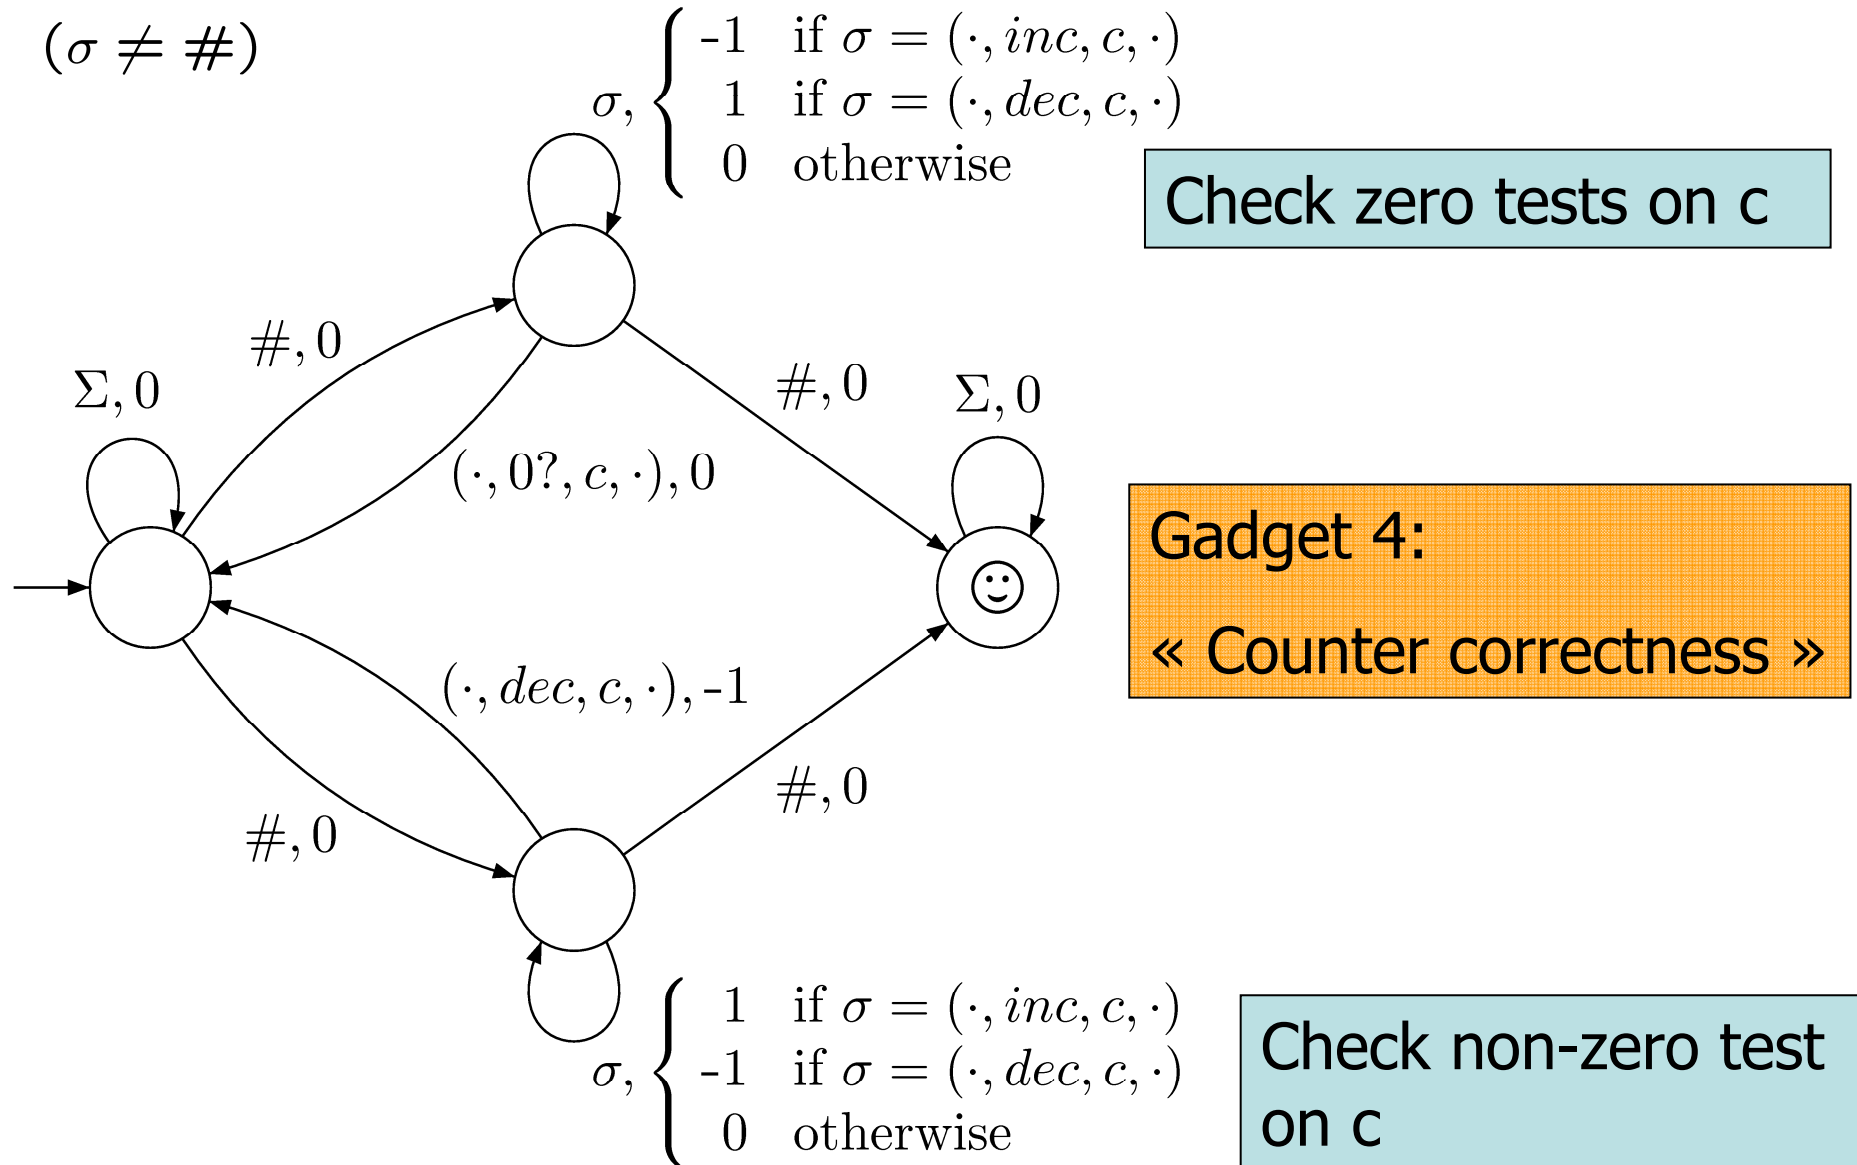 (σ ≠ #)
σ, { -1 if σ = (·, inc, c, ·)
1 if σ = (·, dec, c, ·)
0 otherwise
Check zero tests on c
#, 0
Σ, 0
#, 0
Σ, 0
(·, 0?, c, ·), 0
Gadget 4:
« Counter correctness »
(·, dec, c, ·), -1
#, 0
#, 0
σ, { 1 if σ = (·, inc, c, ·)
-1 if σ = (·, dec, c, ·)
0 otherwise
Check non-zero test
on c